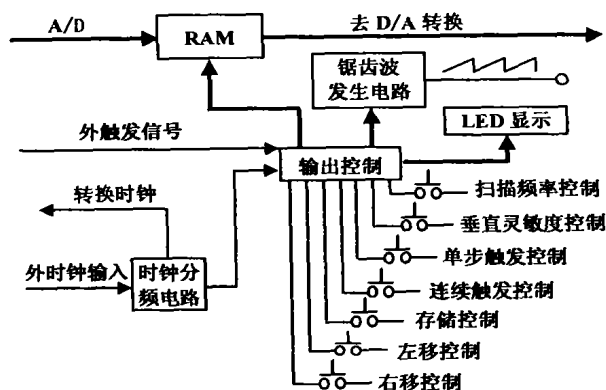 A/D
RAM
去 D/A 转换
锯齿波
发生电路
LED 显示
外触发信号
输出控制
转换时钟
外时钟输入
时钟分
频电路
扫描频率控制
垂直灵敏度控制
单步触发控制
连续触发控制
存储控制
左移控制
右移控制